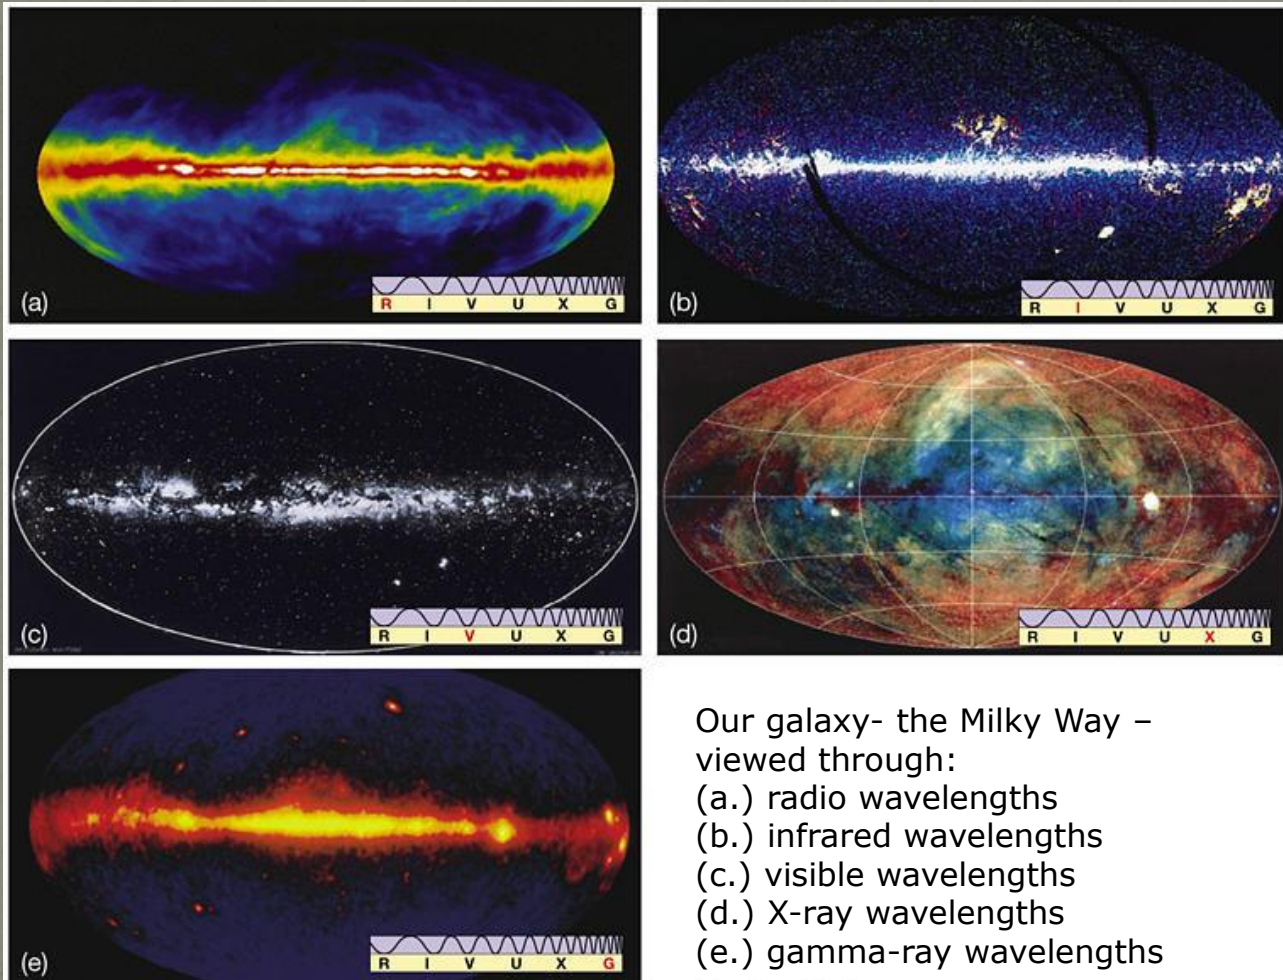 (a)
R I V U X G
(b)
R I V U X G
(c)
R I V U X G
(d)
R I V U X G
(e)
R I V U X G
Our galaxy- the Milky Way –
viewed through:
(a.) radio wavelengths
(b.) infrared wavelengths
(c.) visible wavelengths
(d.) X-ray wavelengths
(e.) gamma-ray wavelengths